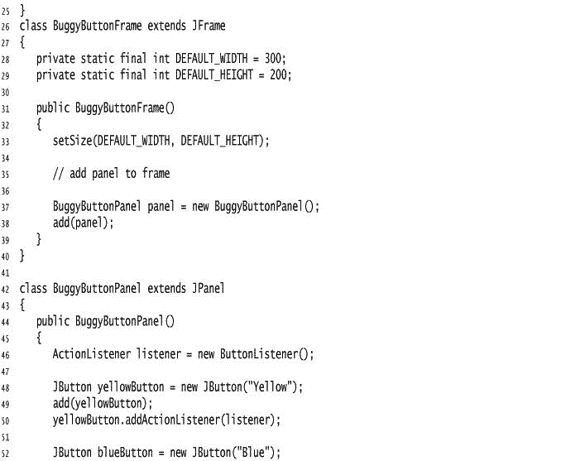 25 }
26 class BuggyButtonFrame extends JFrame
27 {
28    private static final int DEFAULT_WIDTH = 300;
29    private static final int DEFAULT_HEIGHT = 200;
30
31    public BuggyButtonFrame()
32    {
33       setSize(DEFAULT_WIDTH, DEFAULT_HEIGHT);
34
35       // add panel to frame
36
37       BuggyButtonPanel panel = new BuggyButtonPanel();
38       add(panel);
39    }
40 }
41
42 class BuggyButtonPanel extends JPanel
43 {
44    public BuggyButtonPanel()
45    {
46       ActionListener listener = new ButtonListener();
47
48       JButton yellowButton = new JButton("Yellow");
49       add(yellowButton);
50       yellowButton.addActionListener(listener);
51
52       JButton blueButton = new JButton("Blue");